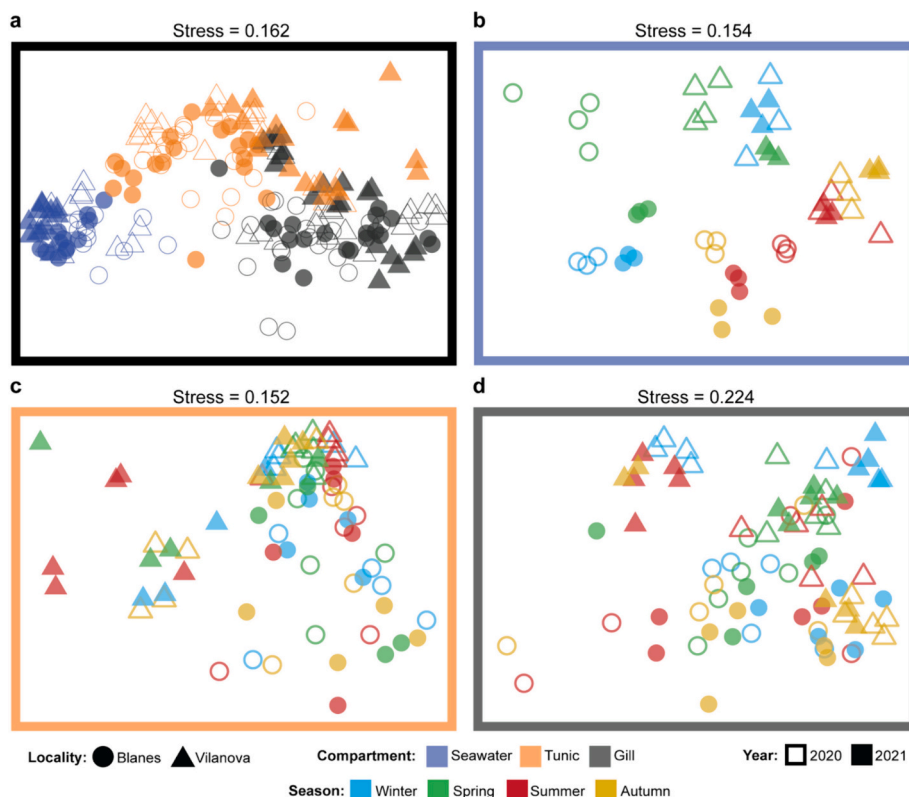 a
Stress = 0.162
b
Stress = 0.154
c
Stress = 0.152
d
Stress = 0.224
Locality: Blanes Vilanova Compartment: Seawater Tunic Gill Year: 2020 2021
Season: Winter Spring Summer Autumn